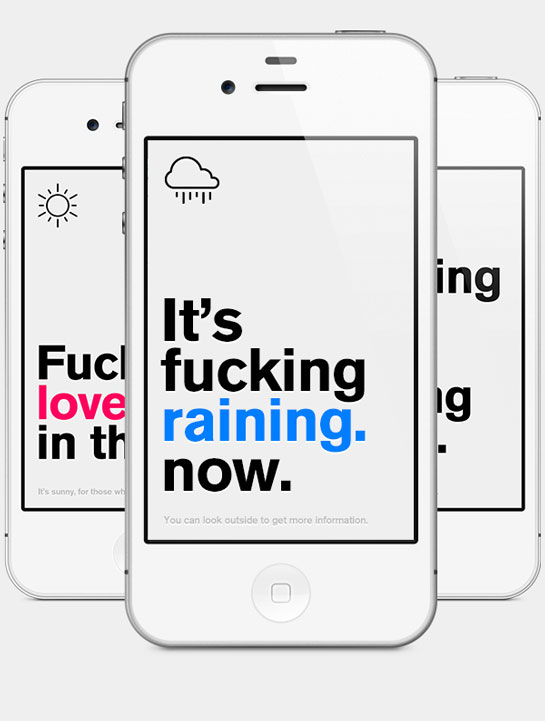 It's
fucking
raining.
now.
You can look outside to get more information.
love
in th
It's sunny, for those wh
ing